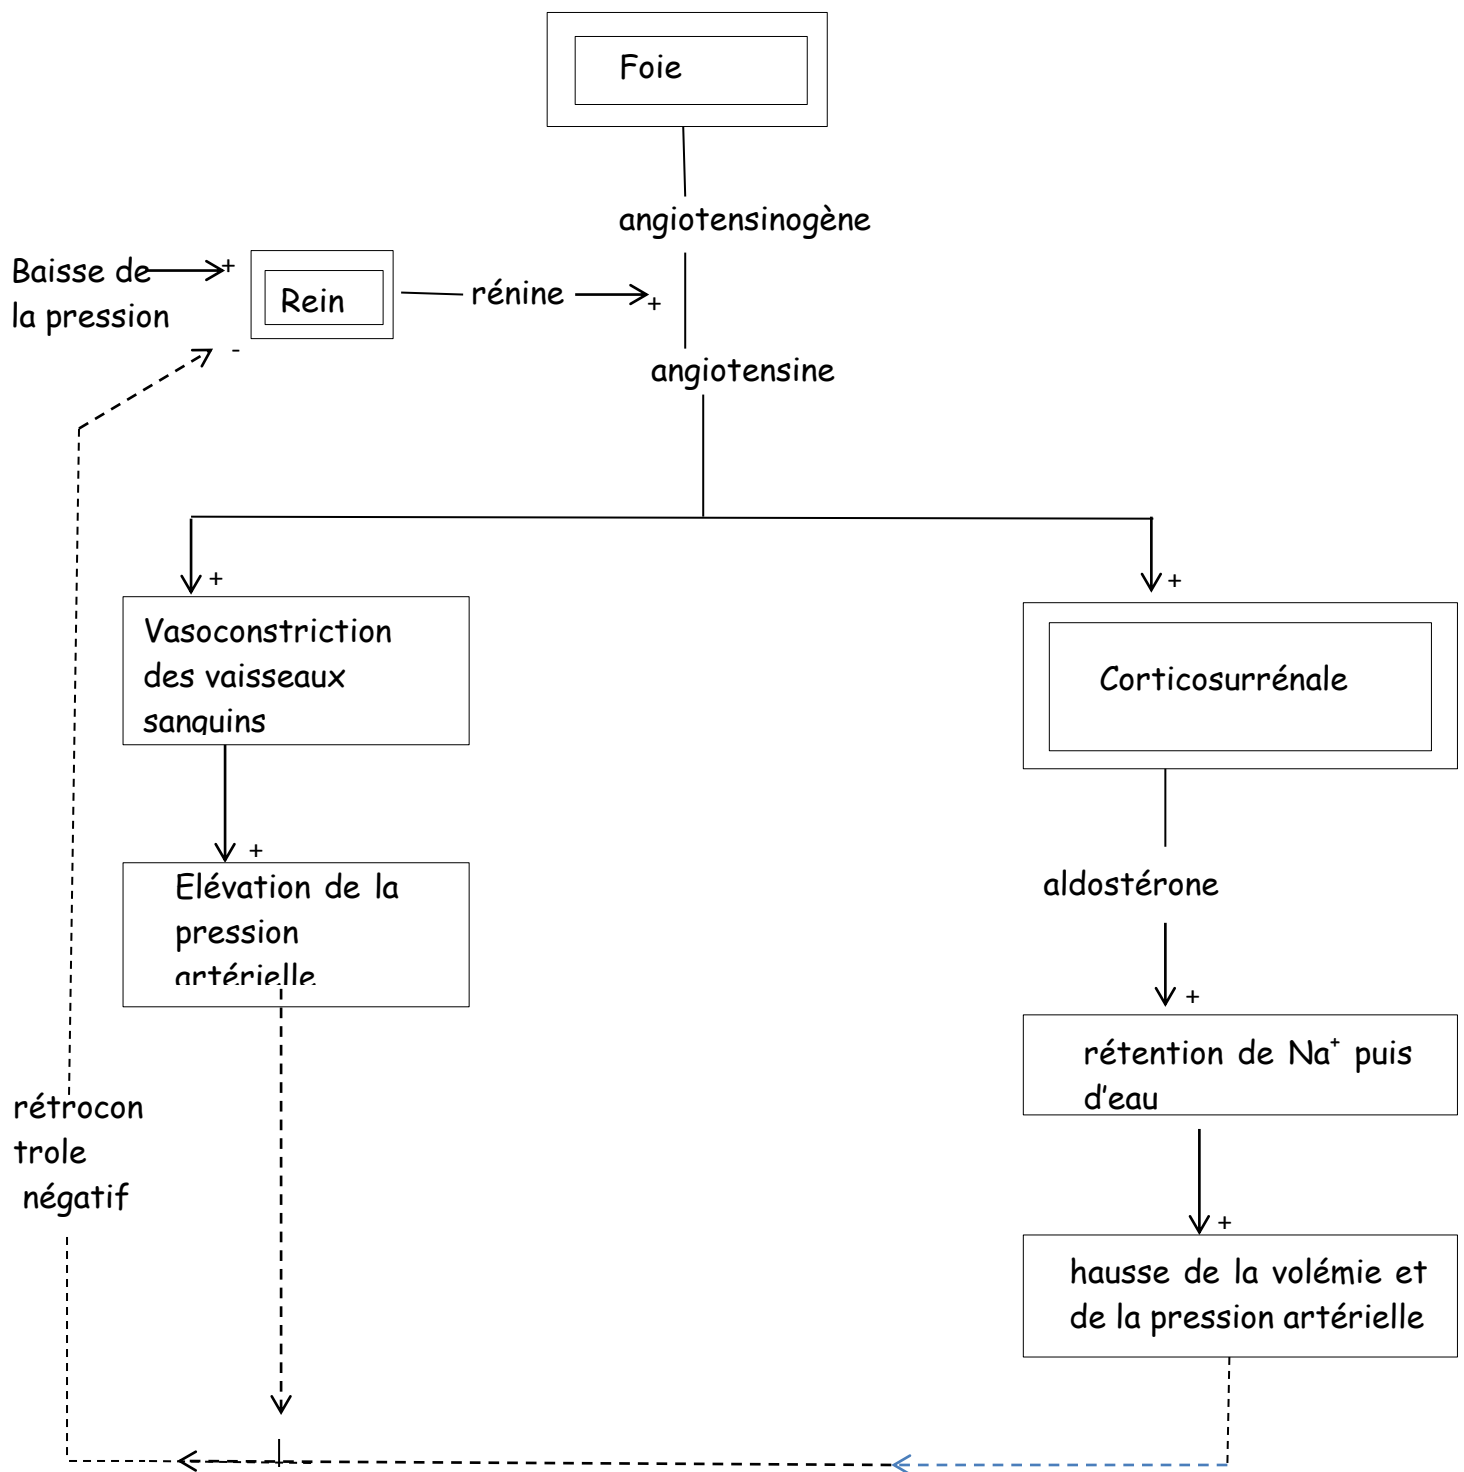 Foie
angiotensinogène
Baisse de
la pression
+
Rein
rénine
+
-
angiotensine
+
+
Vasoconstriction
des vaisseaux
sanguins
Corticosurrénale
+
Elévation de la
pression
artérielle
aldostérone
+
rétention de Na⁺ puis
d'eau
rétrocon
trole
négatif
+
hausse de la volémie et
de la pression artérielle